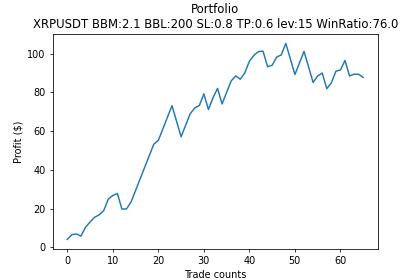 Portfolio
XRPUSDT BBM:2.1 BBL:200 SL:0.8 TP:0.6 lev:15 WinRatio:76.0
100
80
60
40
20
0
Profit ($)
0 10 20 30 40 50 60
Trade counts